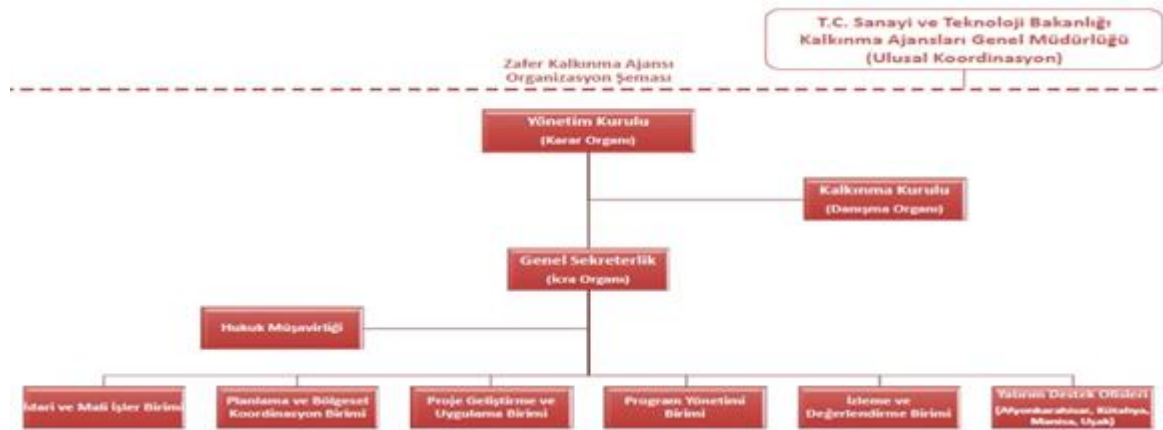 T.C. Sanayi ve Teknoloji Bakanlığı
Kalkınma Ajansları Genel Müdürlüğü
(Ulusal Koordinasyon)
Zafer Kalkınma Ajansı
Organizasyon Şeması
Yönetim Kurulu
(Karar Organı)
Kalkınma Kurulu
(Danışma Organı)
Genel Sekreterlik
(İcra Organı)
Hukuk Müşavirliği
İdari ve Mali İşler Birimi
Planlama ve Bölgesel
Koordinasyon Birimi
Proje Geliştirme ve
Uygulama Birimi
Program Yönetimi
Birimi
İzleme ve
Değerlendirme Birimi
Yatırım Destek Ofisleri
(Afyonkarahisar, Kütahya,
Manisa, Uşak)